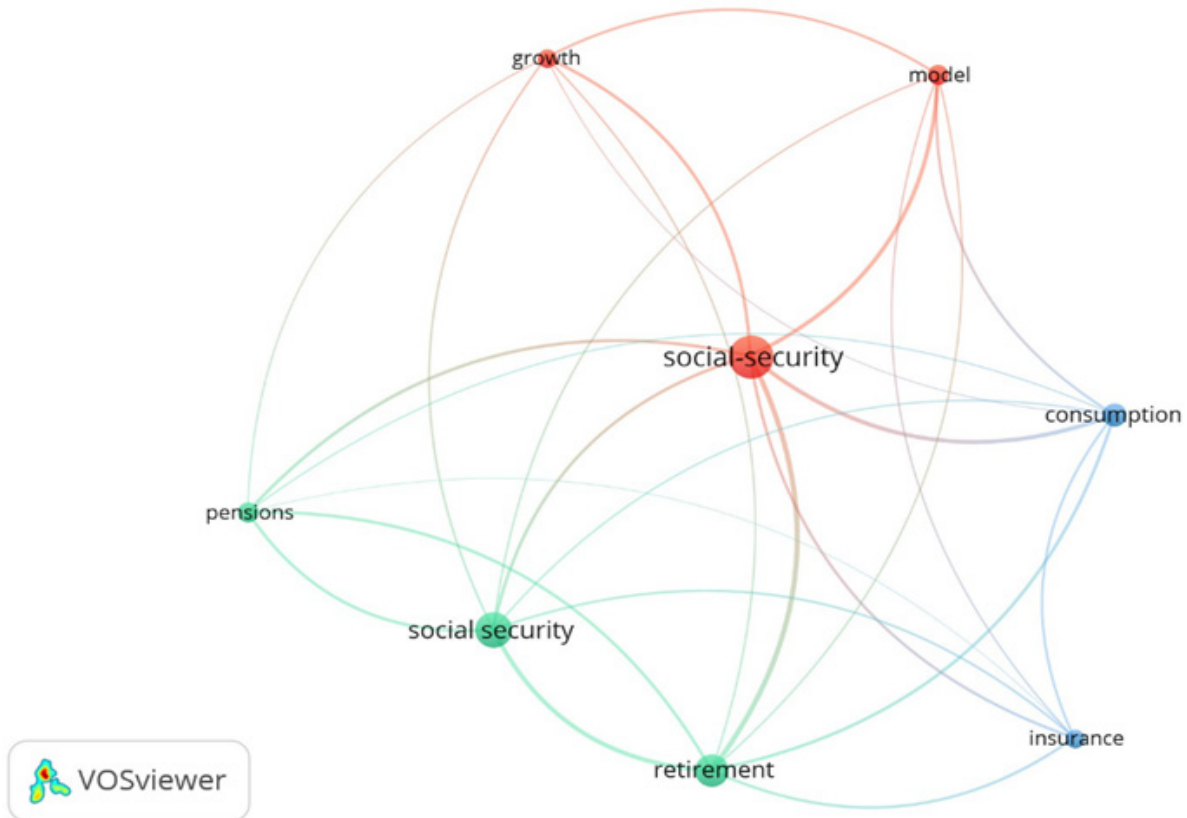 growth
model
social-security
consumption
pensions
social security
insurance
retirement
VOSviewer